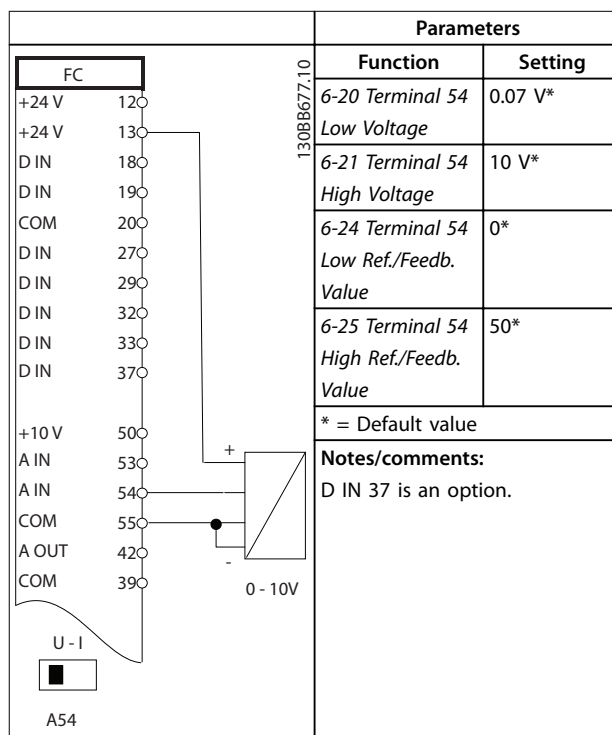 Parameters
Function Setting
6-20 Terminal 54 0.07 V*
Low Voltage
6-21 Terminal 54 10 V*
High Voltage
6-24 Terminal 54 0*
Low Ref./Feedb.
Value
6-25 Terminal 54 50*
High Ref./Feedb.
Value
* = Default value
Notes/comments:
D IN 37 is an option.
FC
130BB677.10
+24 V 12
+24 V 13
D IN 18
D IN 19
COM 20
D IN 27
D IN 29
D IN 32
D IN 33
D IN 37
+10 V 50
A IN 53
A IN 54
COM 55
A OUT 42
COM 39
+
-
0 - 10V
U - I
A54